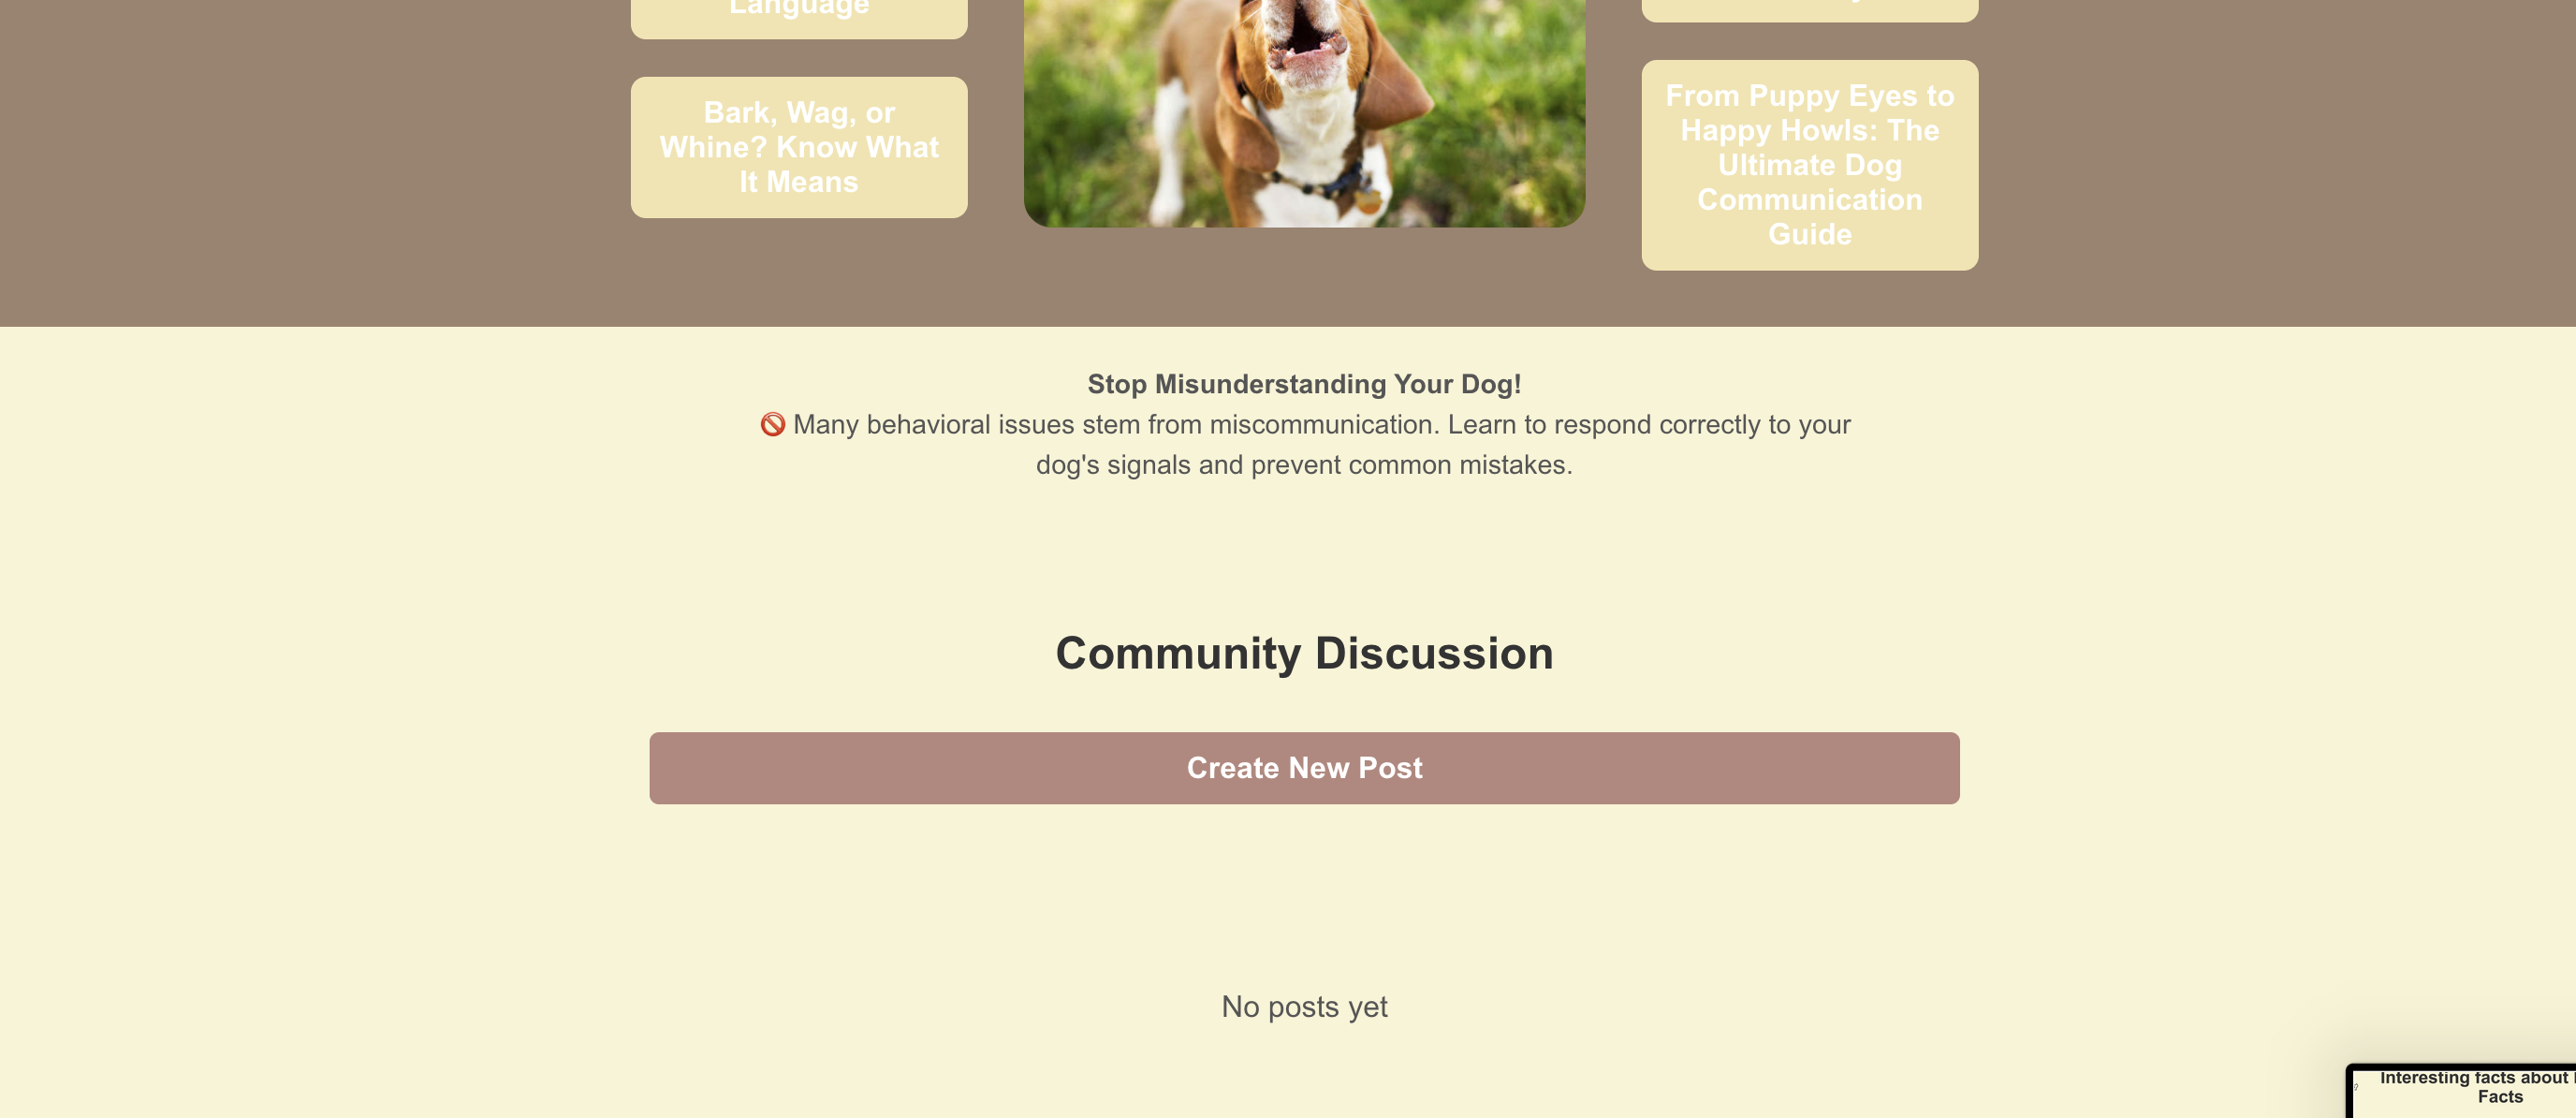 Language
Bark, Wag, or
Whine? Know What
It Means
From Puppy Eyes to
Happy Howls: The
Ultimate Dog
Communication
Guide
Stop Misunderstanding Your Dog!
🚫 Many behavioral issues stem from miscommunication. Learn to respond correctly to your
dog's signals and prevent common mistakes.
Community Discussion
Create New Post
No posts yet
Interesting facts about
Facts